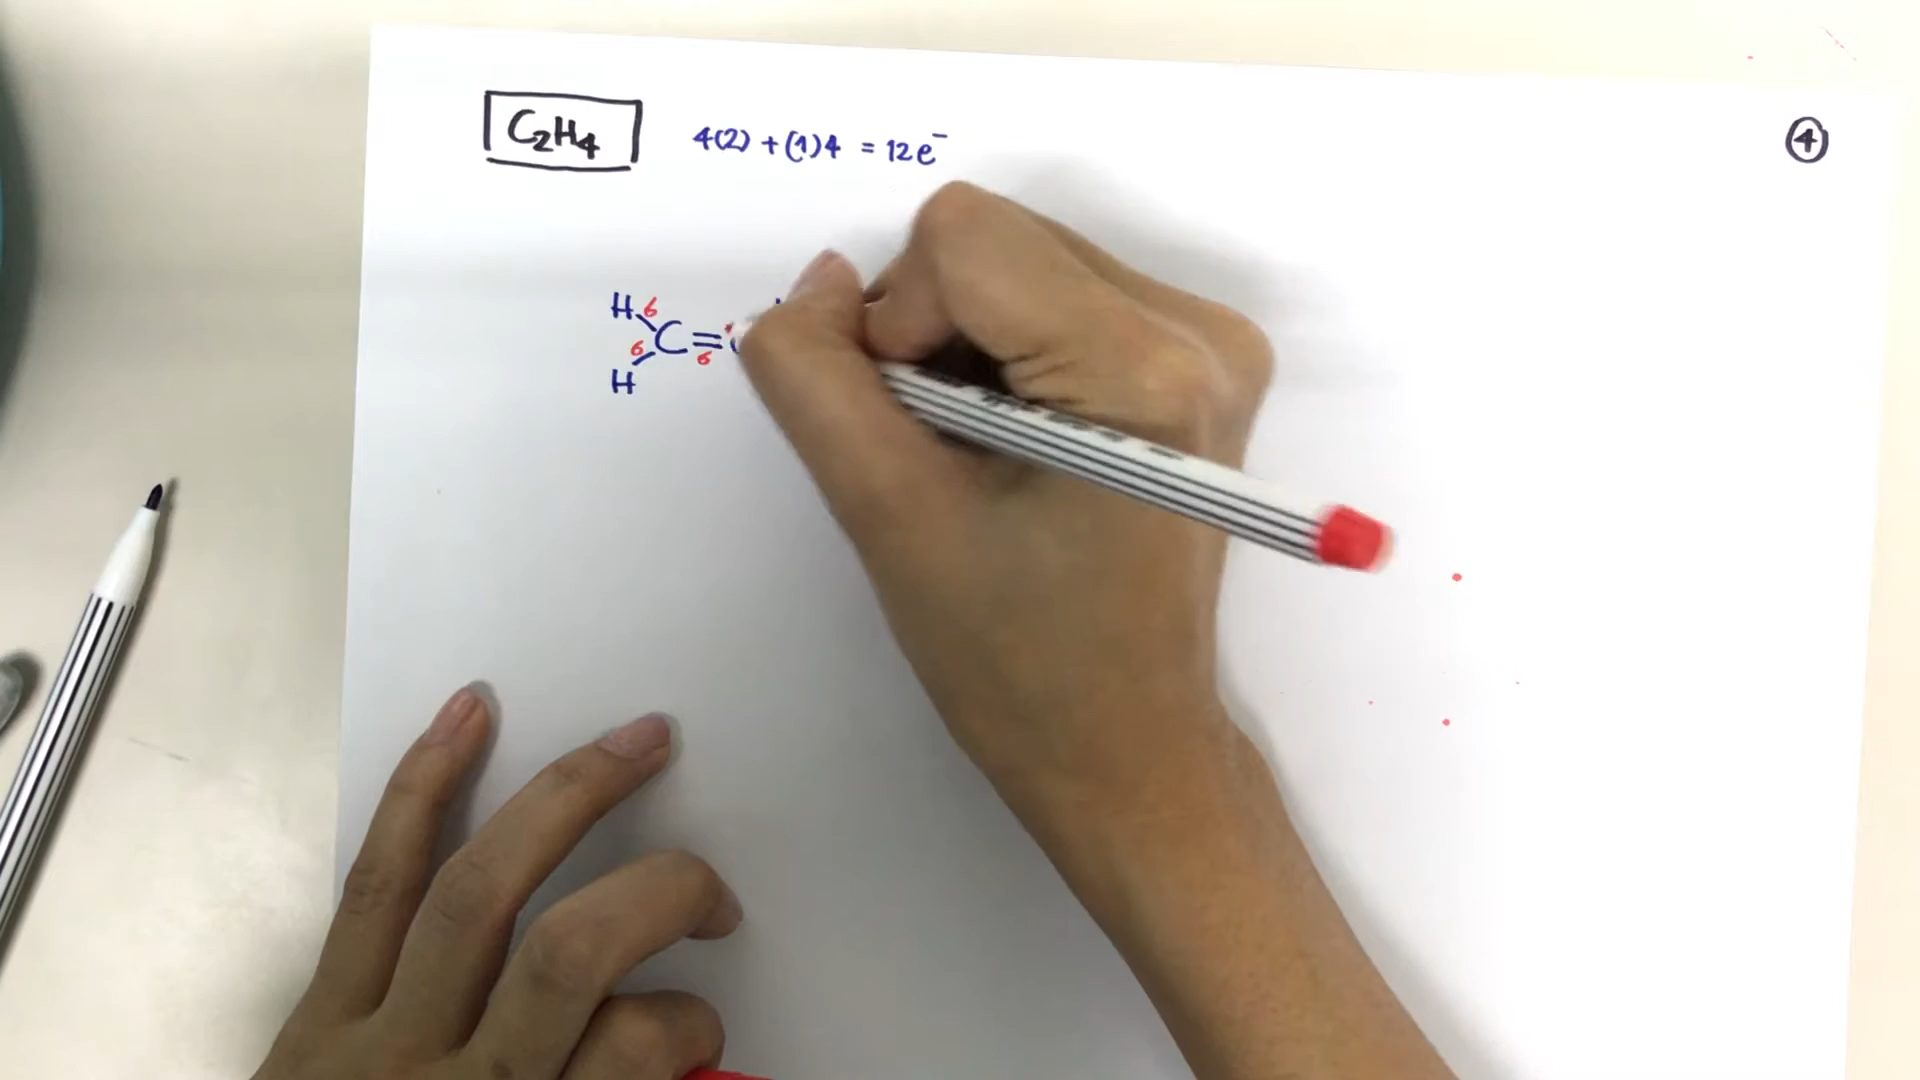 C₂H₄ 4(2) + (1)4 = 12e⁻ ④
H 6
6 C = 6
H